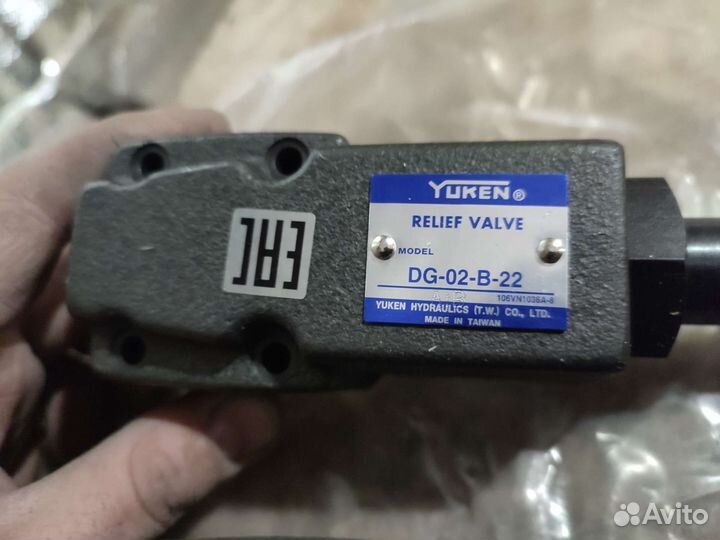 YUKEN®
RELIEF VALVE
MODEL
DG-02-B-22
106VN1036A-8
YUKEN HYDRAULICS (T.W.) CO., LTD.
MADE IN TAIWAN
EAC
Avito